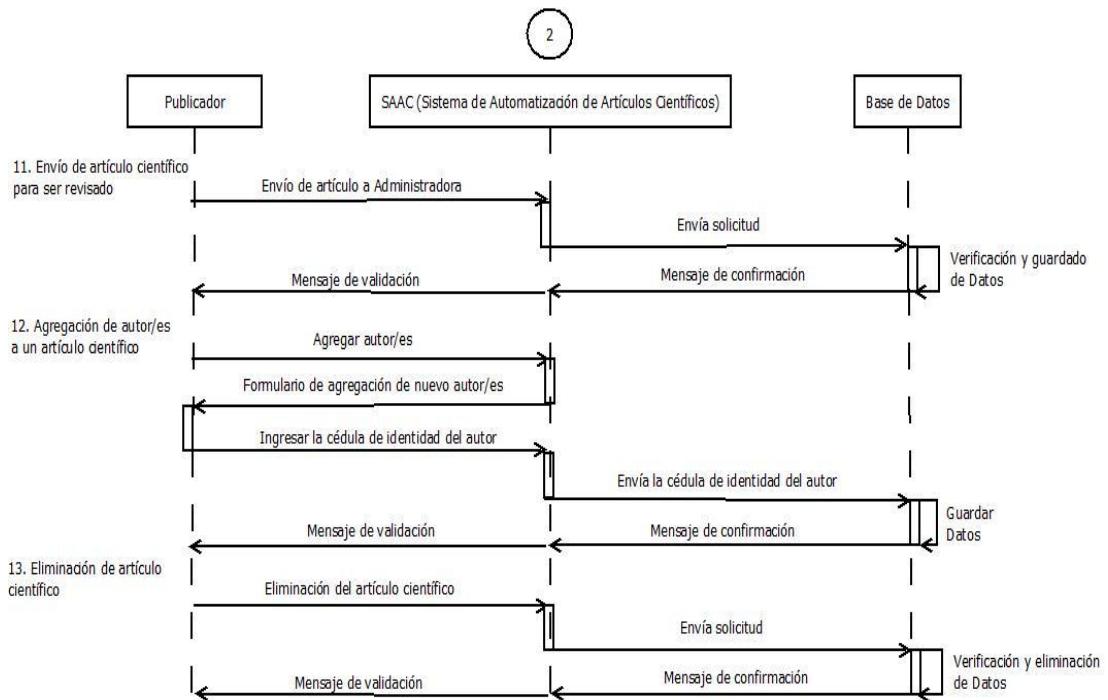 2
Publicador
SAAC (Sistema de Automatización de Artículos Científicos)
Base de Datos
11. Envío de artículo científico
para ser revisado
Envío de artículo a Administradora
Envía solicitud
Verificación y guardado
de Datos
Mensaje de confirmación
Mensaje de validación
12. Agregación de autor/es
a un artículo científico
Agregar autor/es
Formulario de agregación de nuevo autor/es
Ingresar la cédula de identidad del autor
Envía la cédula de identidad del autor
Guardar
Datos
Mensaje de confirmación
Mensaje de validación
13. Eliminación de artículo
científico
Eliminación del artículo científico
Envía solicitud
Verificación y eliminación
de Datos
Mensaje de confirmación
Mensaje de validación